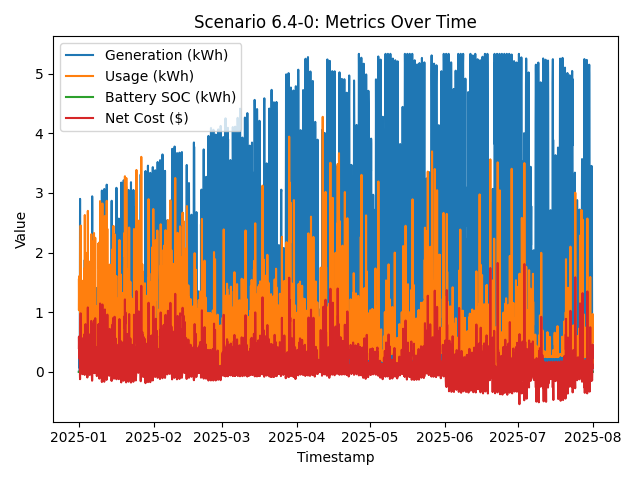 Scenario 6.4-0: Metrics Over Time
Generation (kWh)
Usage (kWh)
Battery SOC (kWh)
Net Cost ($)
Value
5
4
3
2
1
0
2025-01 2025-02 2025-03 2025-04 2025-05 2025-06 2025-07 2025-08
Timestamp